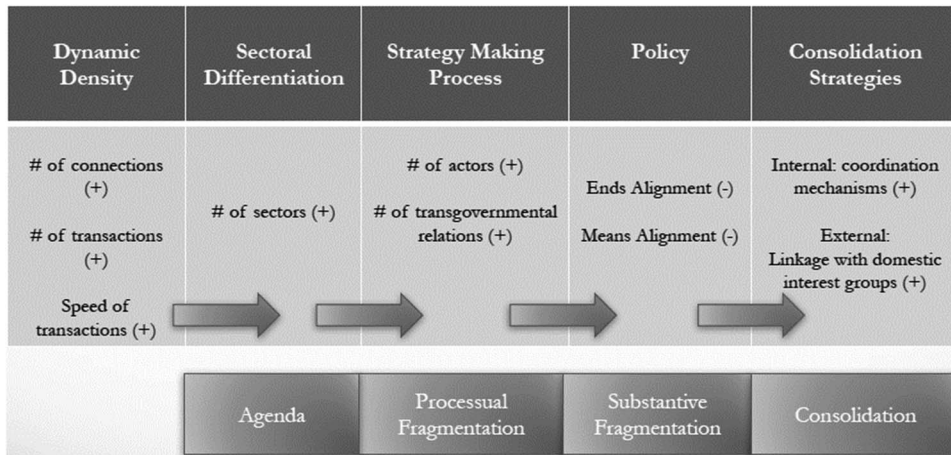 Dynamic
Density
Sectoral
Differentiation
Strategy Making
Process
Policy
Consolidation
Strategies
# of connections
(+)
# of transactions
(+)
Speed of
transactions (+)
# of sectors (+)
# of actors (+)
# of transgovernmental
relations (+)
Ends Alignment (-)
Means Alignment (-)
Internal: coordination
mechanisms (+)
External:
Linkage with domestic
interest groups (+)
Agenda
Processual
Fragmentation
Substantive
Fragmentation
Consolidation